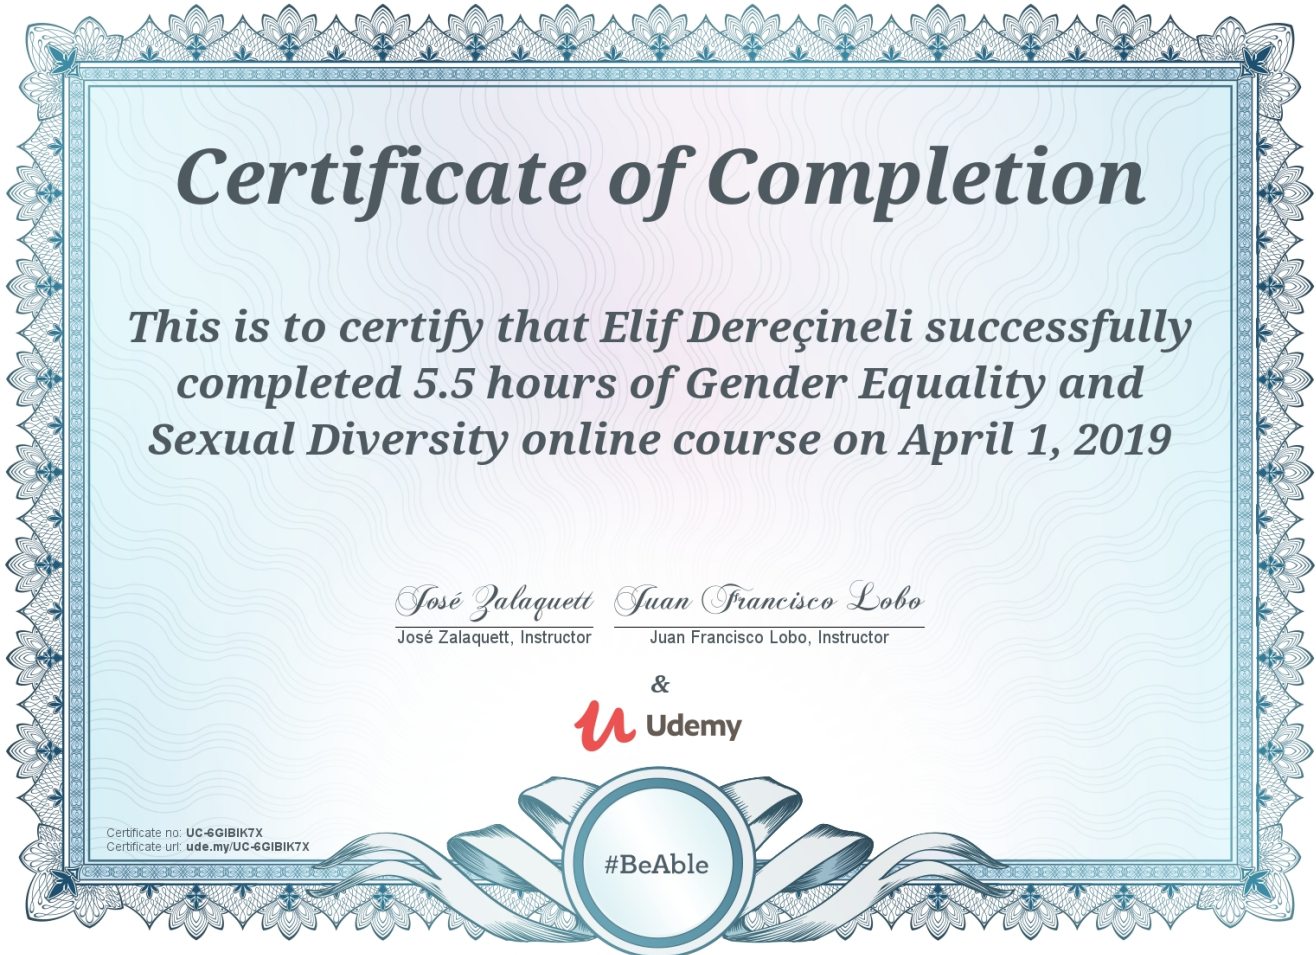 Certificate of Completion
This is to certify that Elif Dereçineli successfully
completed 5.5 hours of Gender Equality and
Sexual Diversity online course on April 1, 2019
José Zalaquett Juan Francisco Lobo
José Zalaquett, Instructor Juan Francisco Lobo, Instructor
&
Udemy
Certificate no: UC-6GIBIK7X
Certificate url: ude.my/UC-6GIBIK7X
#BeAble